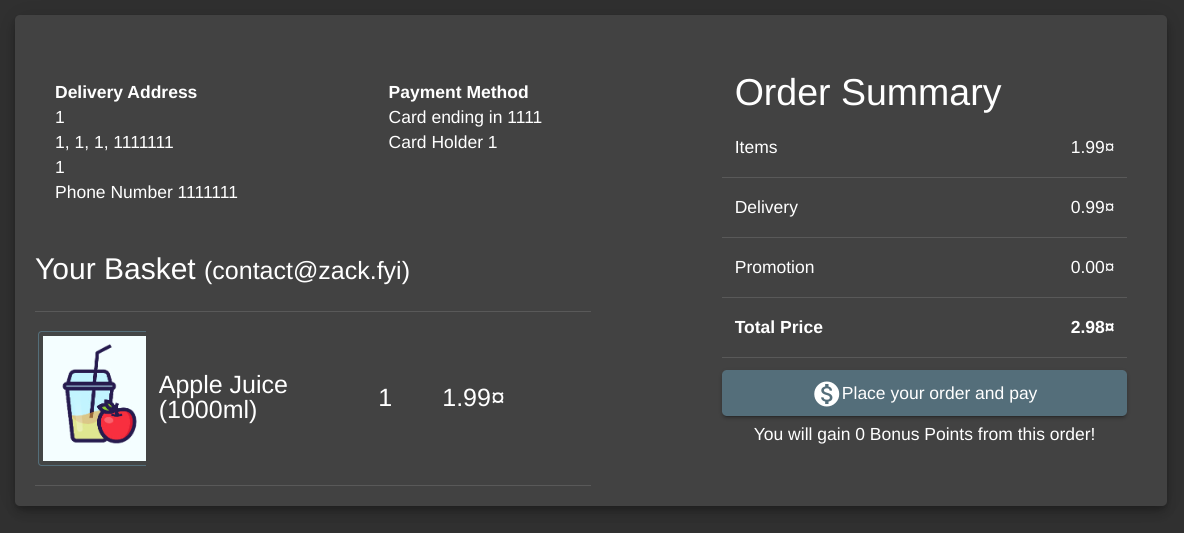 Delivery Address
1
1, 1, 1, 1111111
1
Phone Number 1111111
Payment Method
Card ending in 1111
Card Holder 1
Your Basket (contact@zack.fyi)
Apple Juice
(1000ml)
1
1.99¤
Order Summary
Items 1.99¤
Delivery 0.99¤
Promotion 0.00¤
Total Price 2.98¤
Place your order and pay
You will gain 0 Bonus Points from this order!